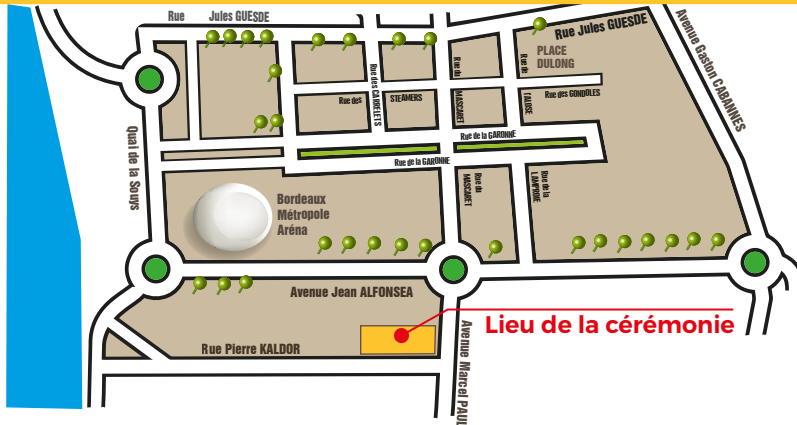 Rue Jules GUESDE
Rue Jules GUESDE
Avenue Gaston CABANNES
PLACE
DULONG
Rue des CARRELETS
Rue du
MASCARET
Rue de
l'ALOSE
Rue des STEAMERS
Rue des GONDOLES
Quai de la Souys
Rue de la GARONNE
Rue de la GARONNE
Rue du
MASCARET
Rue de la
LAMPROIE
Bordeaux
Métropole
Aréna
Avenue Jean ALFONSEA
Lieu de la cérémonie
Rue Pierre KALDOR
Avenue Marcel PAUL